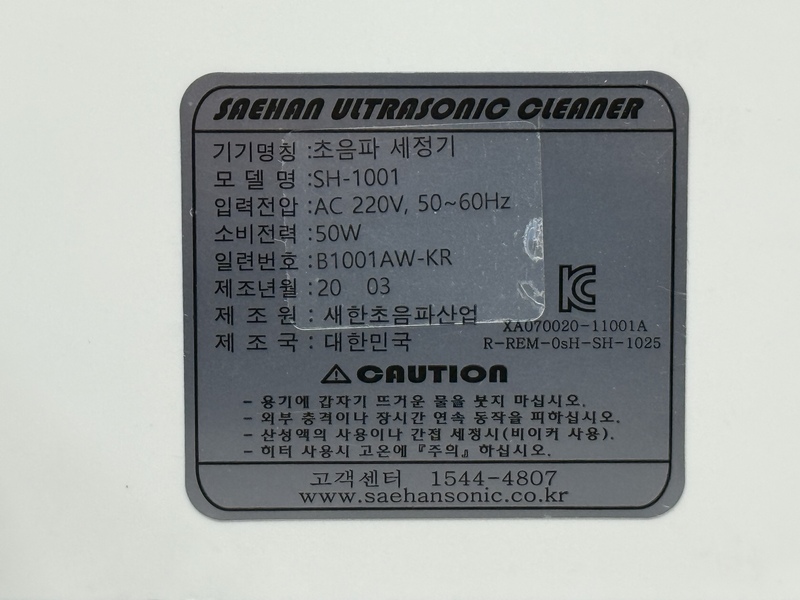 SAEHAN ULTRASONIC CLEANER
기기명칭 :초음파 세정기
모 델 명 :SH-1001
입력전압 :AC 220V, 50~60Hz
소비전력 :50W
일련번호 :B1001AW-KR
제조년월 :20 03
제 조 원 : 새한초음파산업
제 조 국 : 대한민국
KC
XA070020-11001A
R-REM-0sH-SH-1025
⚠CAUTION
- 용기에 갑자기 뜨거운 물을 붓지 마십시오.
- 외부 충격이나 장시간 연속 동작을 피하십시오.
- 산성액의 사용이나 간접 세정시(비이커 사용).
- 히터 사용시 고온에 『주의』 하십시오.
고객센터 1544-4807
www.saehansonic.co.kr